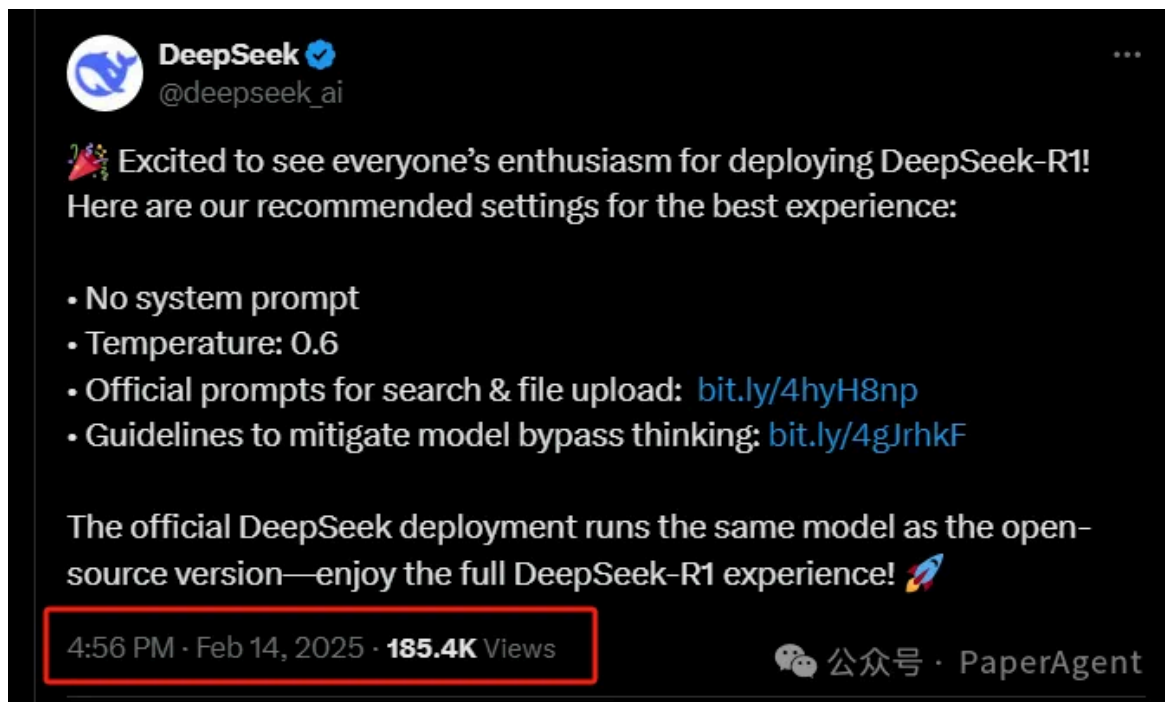 DeepSeek
@deepseek_ai
🎉 Excited to see everyone’s enthusiasm for deploying DeepSeek-R1!
Here are our recommended settings for the best experience:
• No system prompt
• Temperature: 0.6
• Official prompts for search & file upload: bit.ly/4hyH8np
• Guidelines to mitigate model bypass thinking: bit.ly/4gJrhkF
The official DeepSeek deployment runs the same model as the open-
source version—enjoy the full DeepSeek-R1 experience! 🚀
4:56 PM · Feb 14, 2025 · 185.4K Views
公众号 · PaperAgent